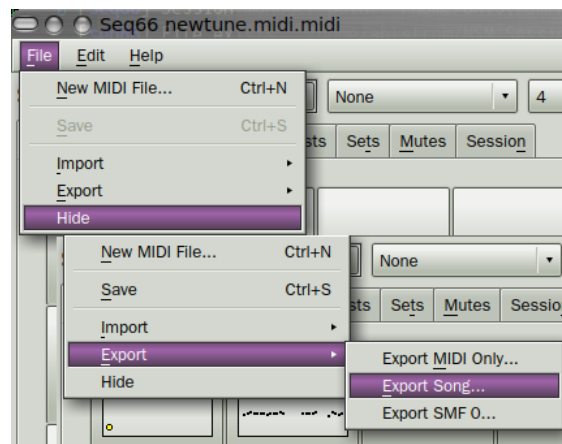 Seq66 newtune.midi.midi
File Edit Help
New MIDI File... Ctrl+N
None
4
Save Ctrl+S
sts Sets Mutes Session
Import
Export
Hide
New MIDI File... Ctrl+N
None
Save Ctrl+S
sts Sets Mutes Sessio
Import
Export
Export MIDI Only...
Hide
Export Song...
Export SMF 0...